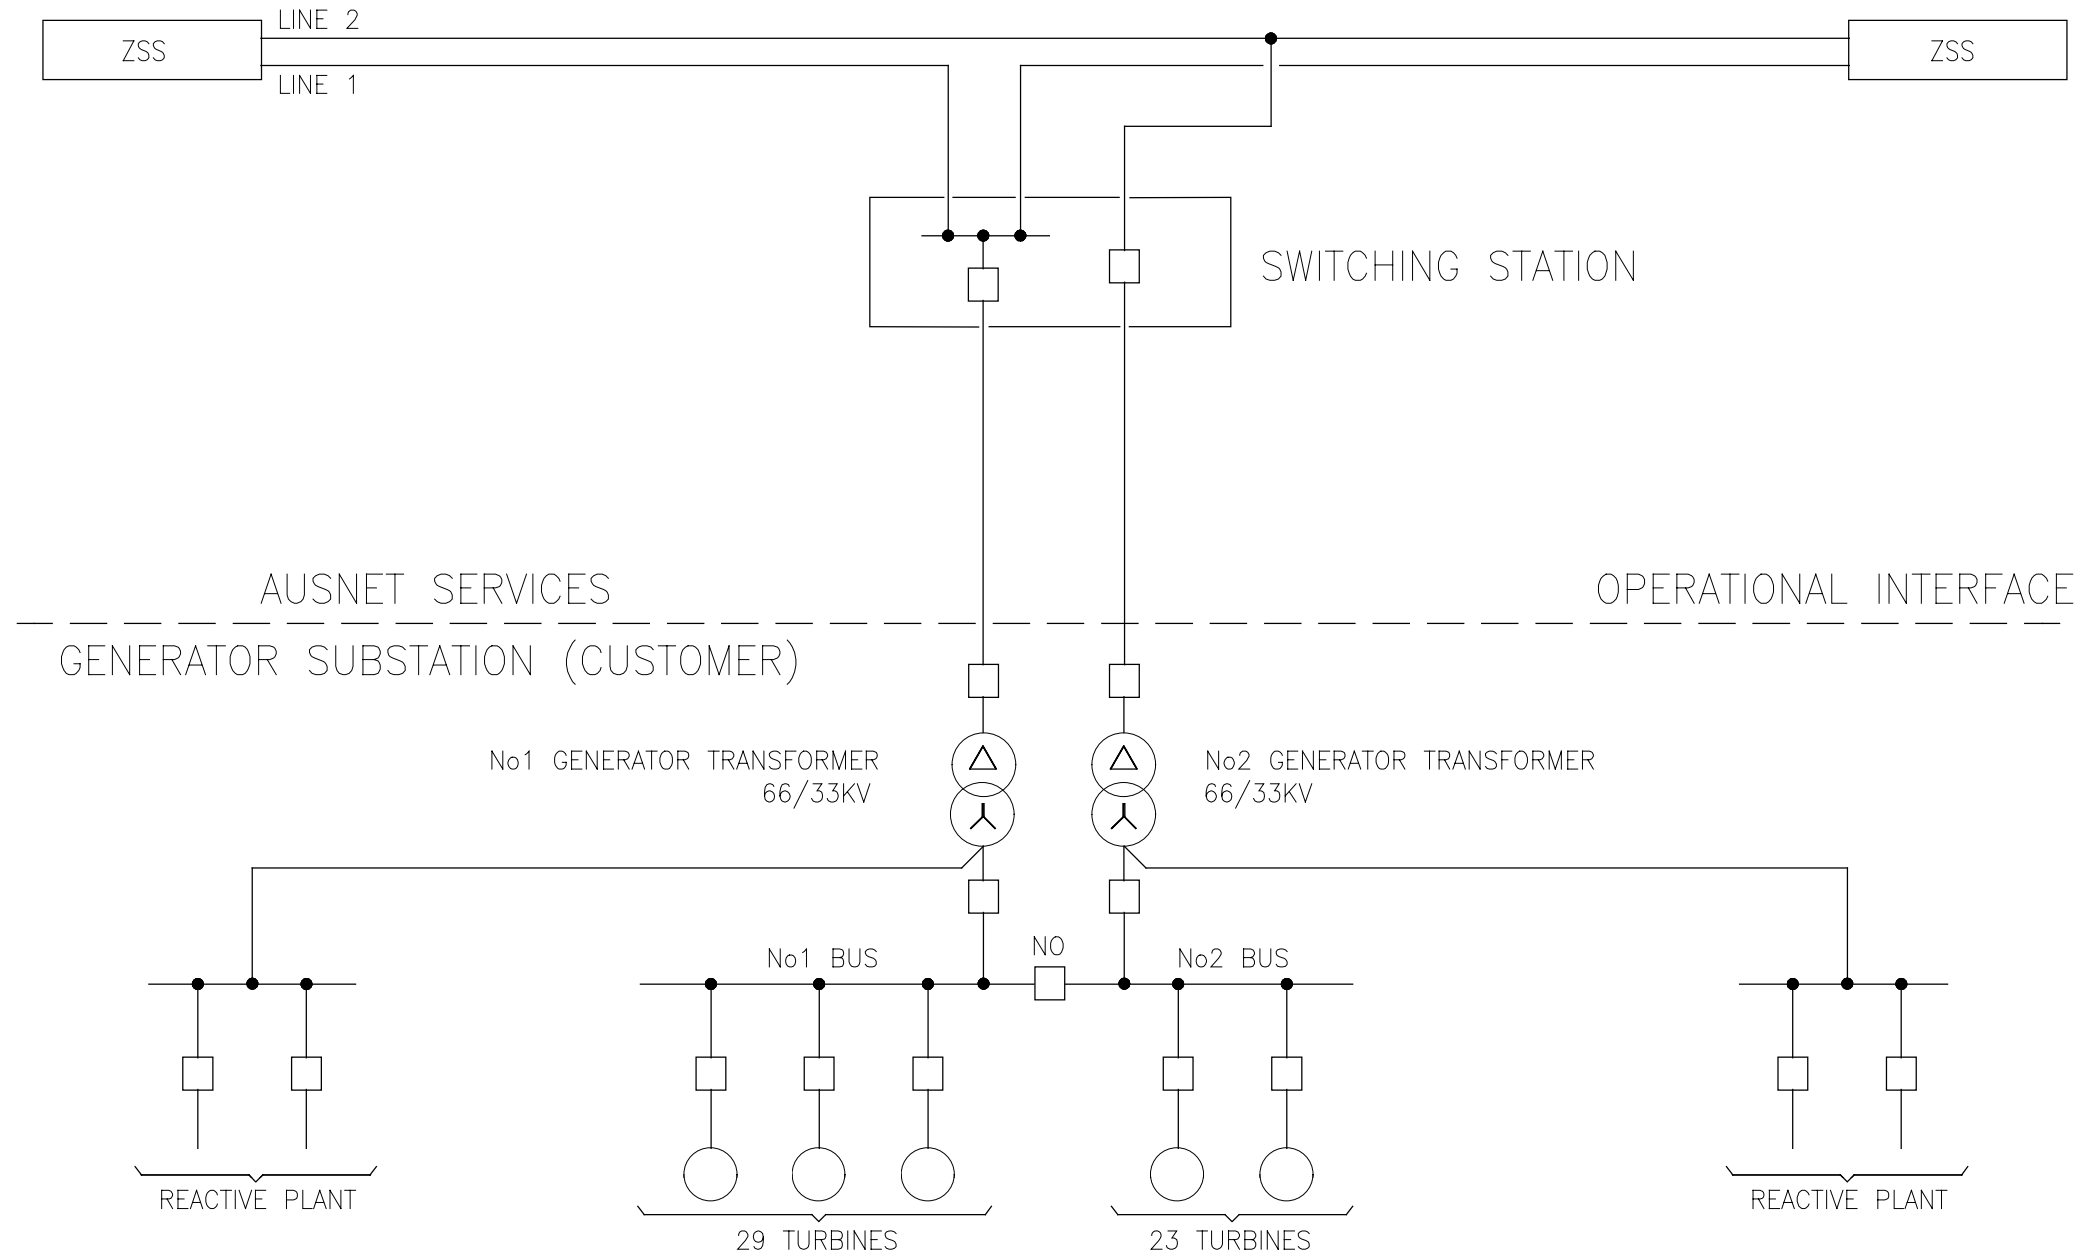 LINE 2
ZSS
ZSS
LINE 1
SWITCHING STATION
AUSNET SERVICES
OPERATIONAL INTERFACE
GENERATOR SUBSTATION (CUSTOMER)
No1 GENERATOR TRANSFORMER
66/33KV
No2 GENERATOR TRANSFORMER
66/33KV
NO
No1 BUS
No2 BUS
REACTIVE PLANT
REACTIVE PLANT
29 TURBINES
23 TURBINES